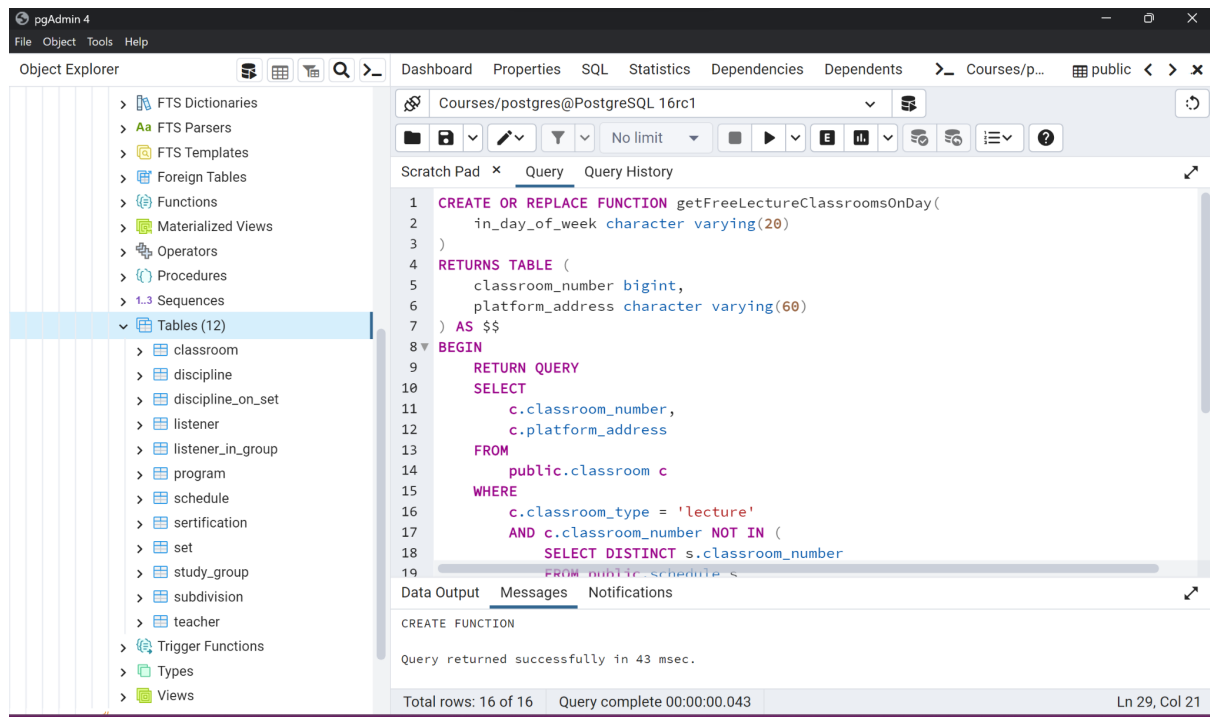 pgAdmin 4
File Object Tools Help
Object Explorer
Dashboard Properties SQL Statistics Dependencies Dependents Courses/p... public
FTS Dictionaries
Aa FTS Parsers
FTS Templates
Foreign Tables
Functions
Materialized Views
Operators
Procedures
1..3 Sequences
Tables (12)
classroom
discipline
discipline_on_set
listener
listener_in_group
program
schedule
sertification
set
study_group
subdivision
teacher
Trigger Functions
Types
Views
Courses/postgres@PostgreSQL 16rc1
No limit
E
Scratch Pad Query Query History
1 CREATE OR REPLACE FUNCTION getFreeLectureClassroomsOnDay(
2 in_day_of_week character varying(20)
3 )
4 RETURNS TABLE (
5 classroom_number bigint,
6 platform_address character varying(60)
7 ) AS $$
8 BEGIN
9 RETURN QUERY
10 SELECT
11 c.classroom_number,
12 c.platform_address
13 FROM
14 public.classroom c
15 WHERE
16 c.classroom_type = 'lecture'
17 AND c.classroom_number NOT IN (
18 SELECT DISTINCT s.classroom_number
19 FROM public.schedule s
Data Output Messages Notifications
CREATE FUNCTION
Query returned successfully in 43 msec.
Total rows: 16 of 16 Query complete 00:00:00.043 Ln 29, Col 21